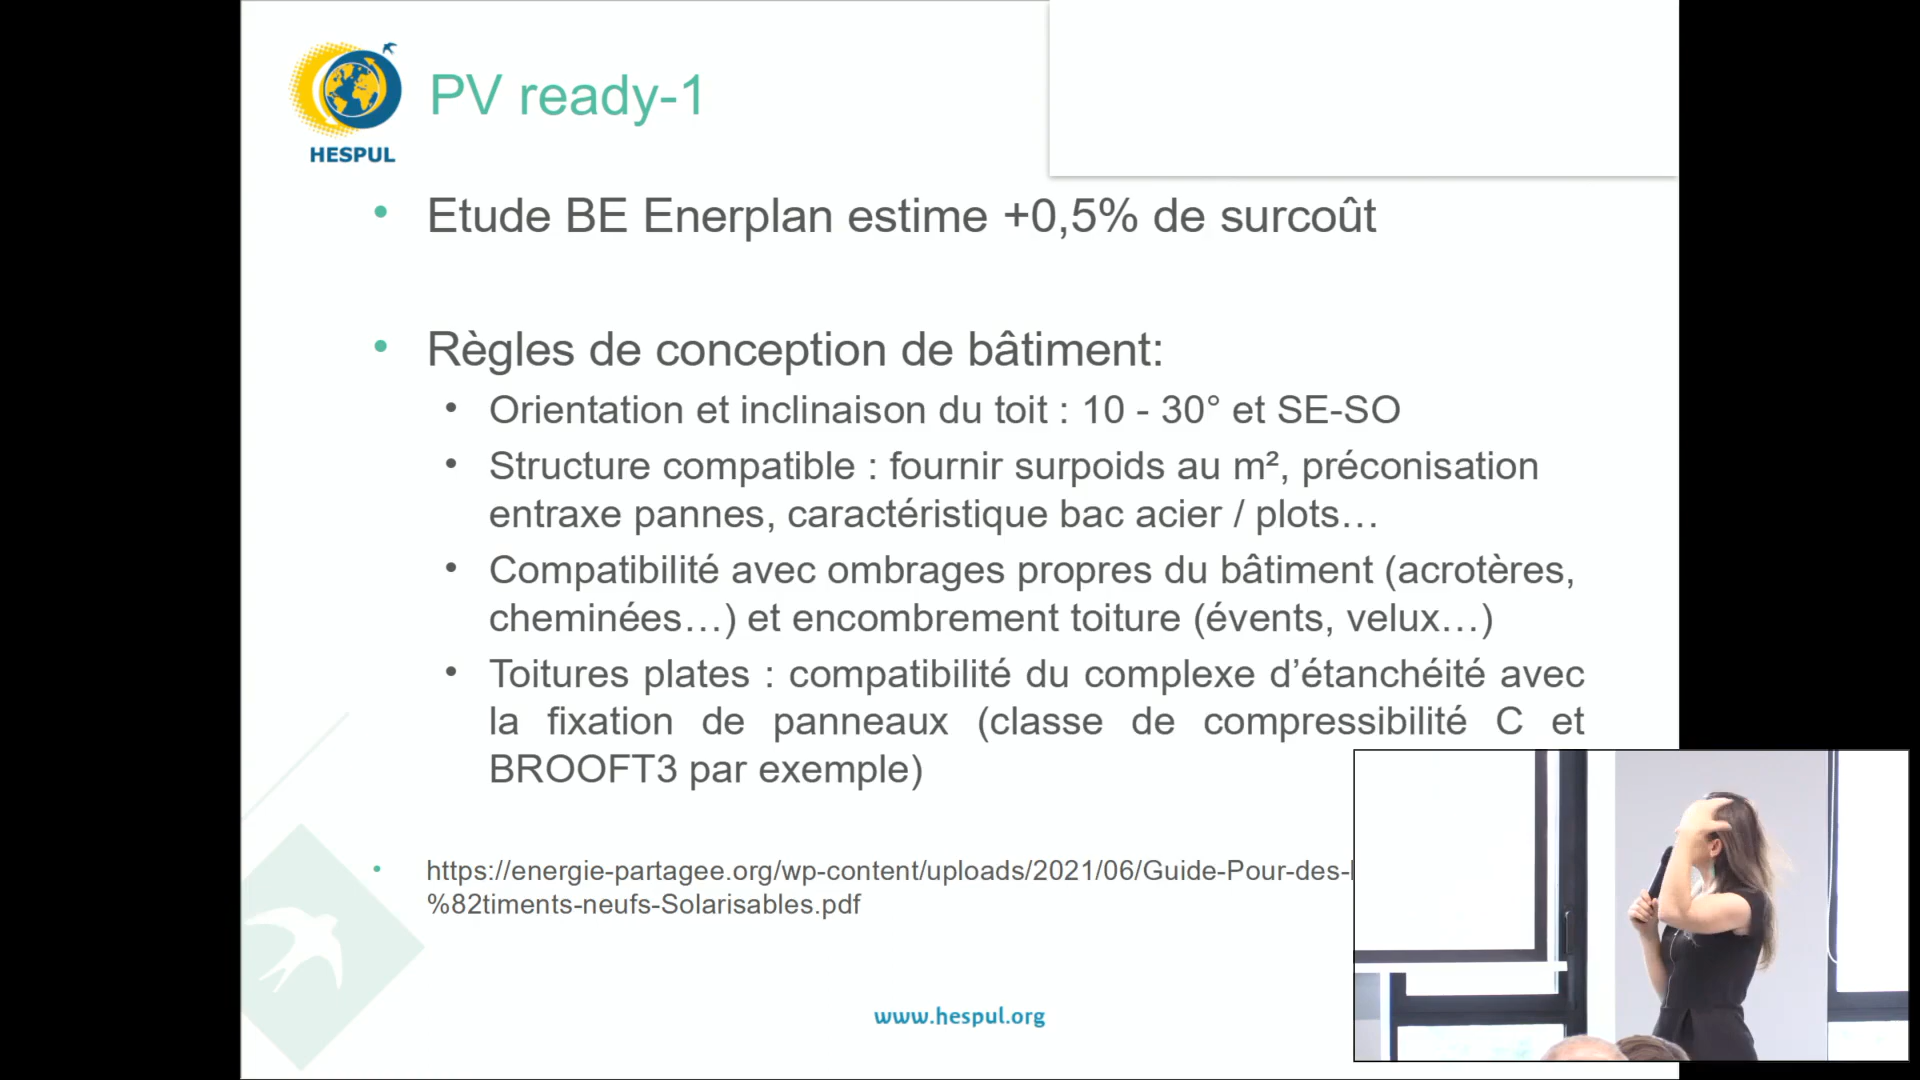 HESPUL
PV ready-1
Etude BE Enerplan estime +0,5% de surcoût
Règles de conception de bâtiment:
Orientation et inclinaison du toit : 10 - 30° et SE-SO
Structure compatible : fournir surpoids au m², préconisation
entraxe pannes, caractéristique bac acier / plots…
Compatibilité avec ombrages propres du bâtiment (acrotères,
cheminées…) et encombrement toiture (évents, velux…)
Toitures plates : compatibilité du complexe d’étanchéité avec
la fixation de panneaux (classe de compressibilité C et
BROOFT3 par exemple)
https://energie-partagee.org/wp-content/uploads/2021/06/Guide-Pour-des-
%82timents-neufs-Solarisables.pdf
www.hespul.org